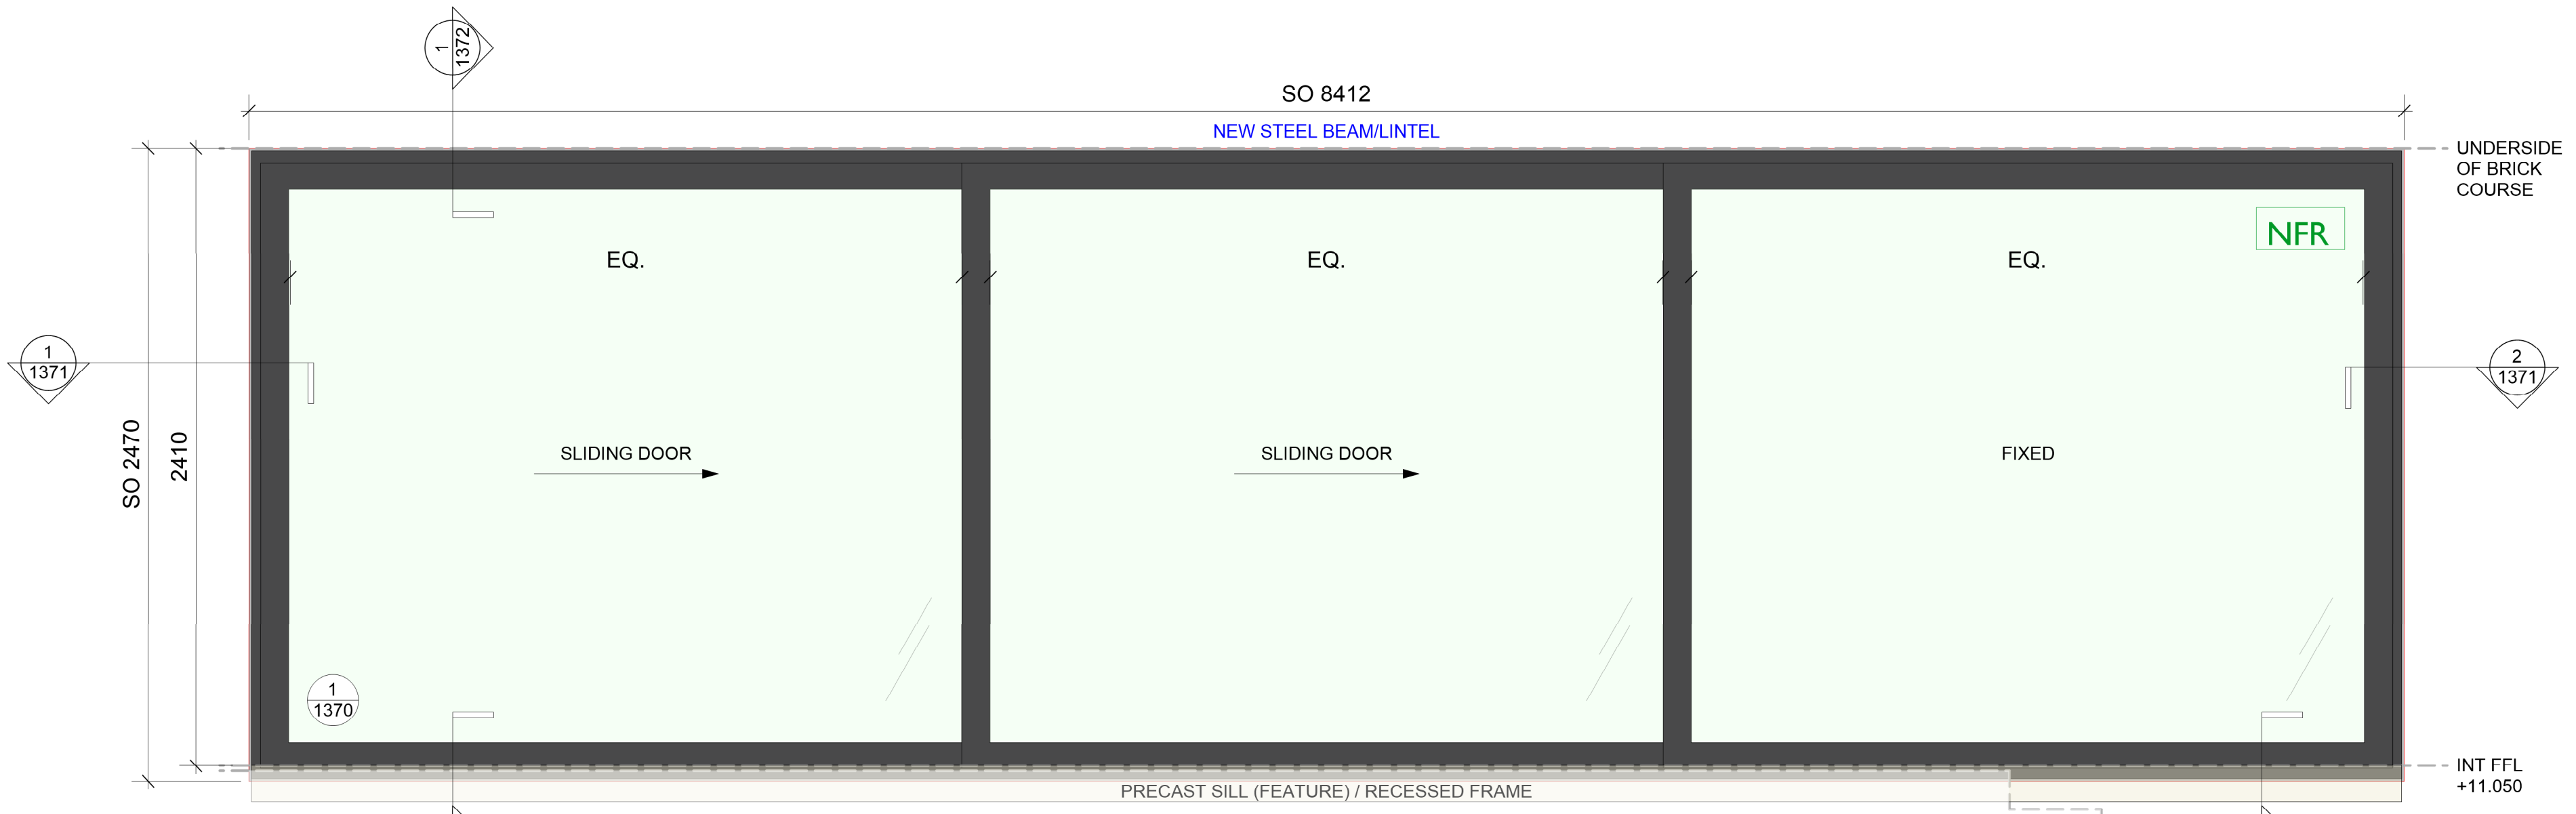 1
1372
SO 8412
NEW STEEL BEAM/LINTEL
UNDERSIDE
OF BRICK
COURSE
NFR
EQ.
EQ.
EQ.
1
1371
2
1371
SO 2470
2410
SLIDING DOOR
SLIDING DOOR
FIXED
1
1370
INT FFL
+11.050
PRECAST SILL (FEATURE) / RECESSED FRAME